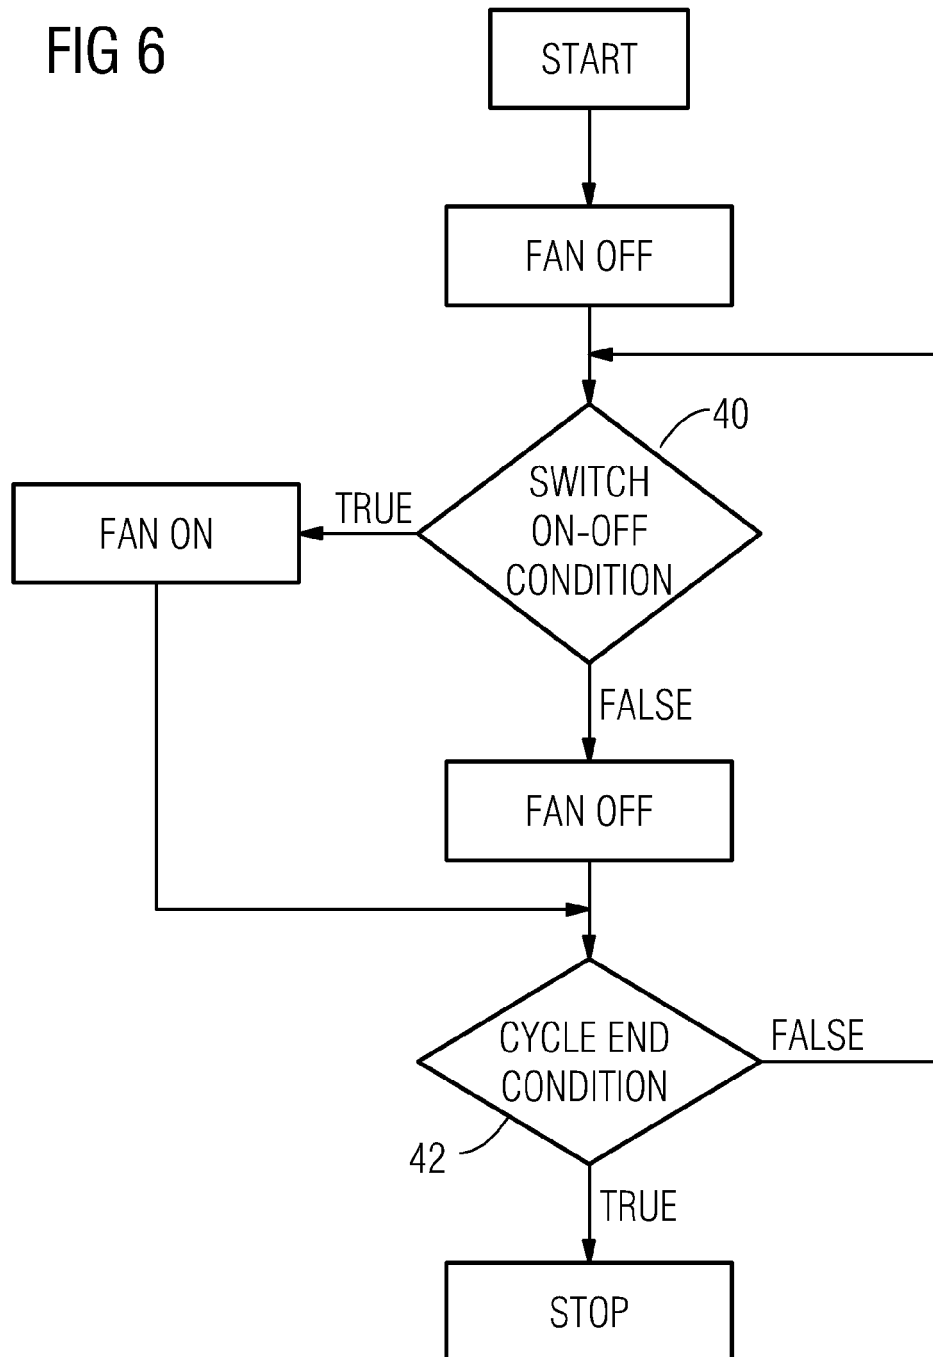 FIG 6
START
FAN OFF
40
SWITCH
ON-OFF
CONDITION
TRUE
FAN ON
FALSE
FAN OFF
CYCLE END
CONDITION
FALSE
42
TRUE
STOP